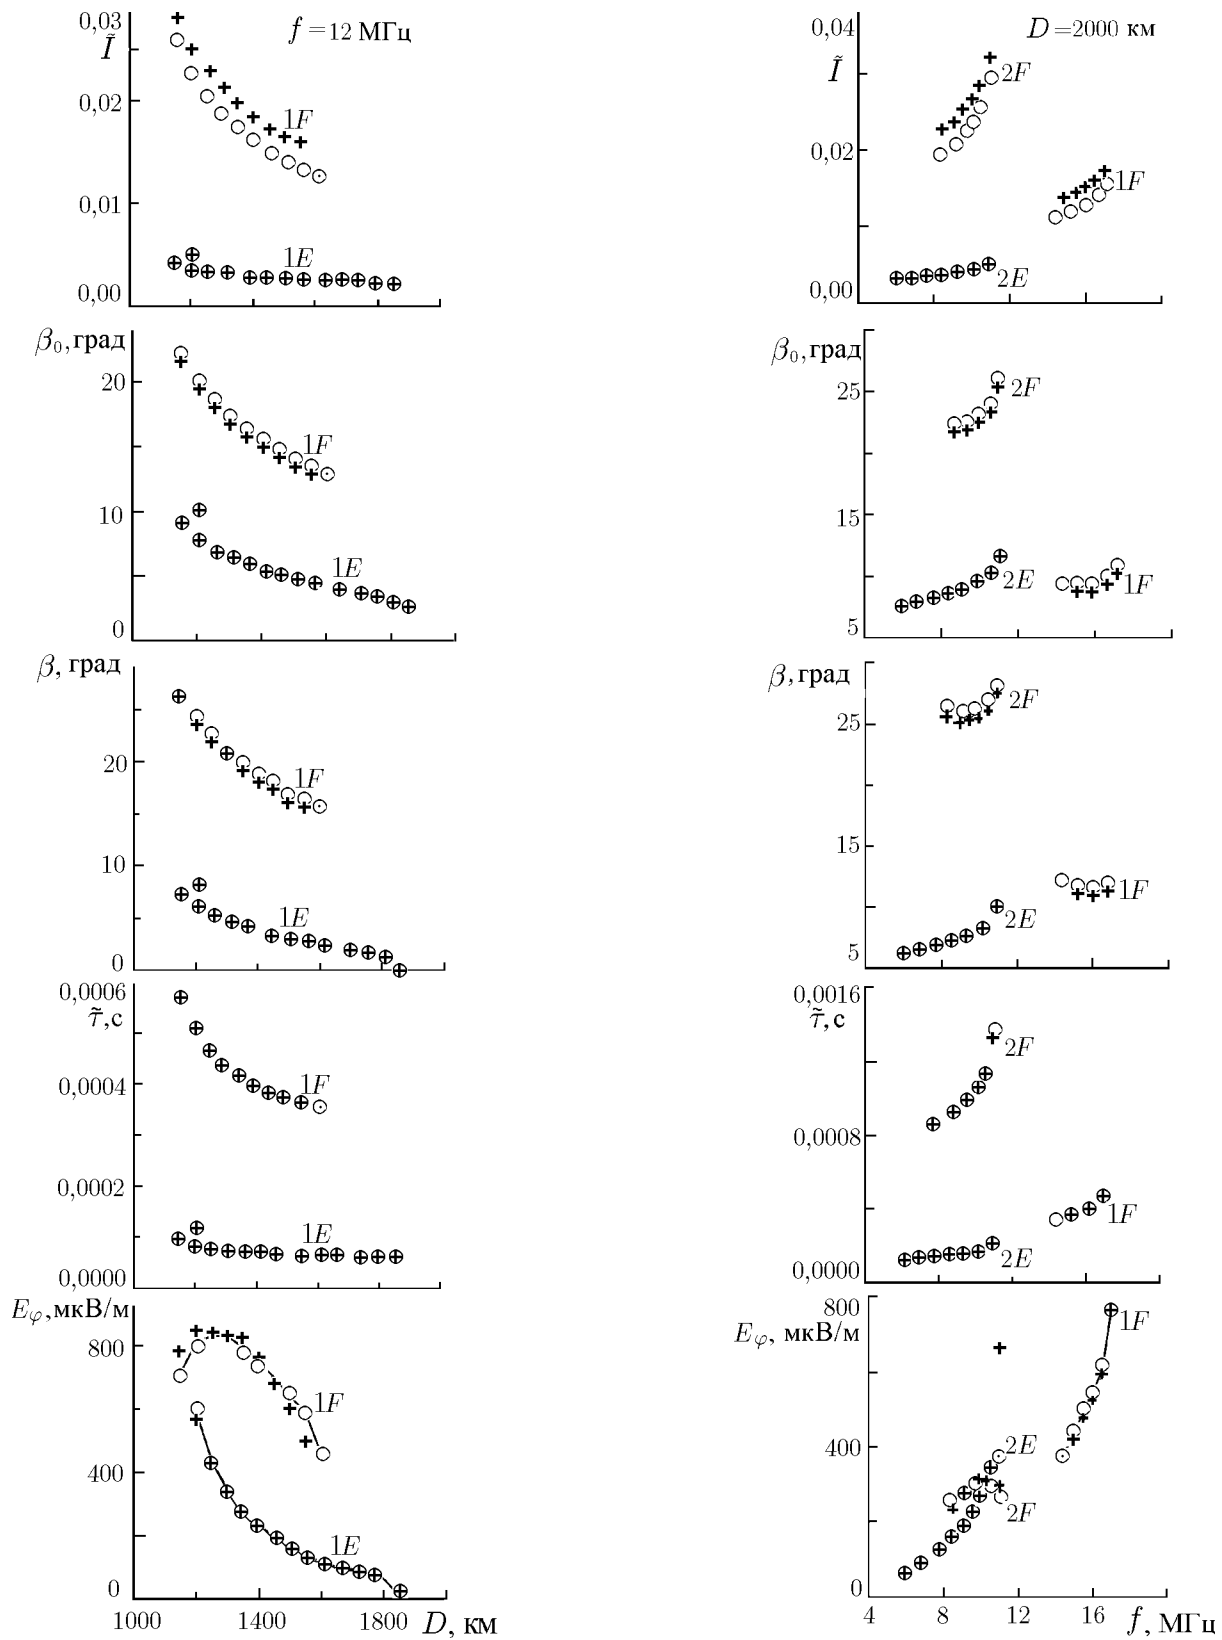 0,03
Ĩ
f=12 МГц
0,02
1F
0,01
1E
0,00
β₀, град
20
1F
10
1E
0
β, град
20
1F
10
1E
0
0,0006
τ̃, с
0,0004
1F
0,0002
1E
0,0000
Eφ, мкВ/м
800
1F
400
1E
0
1000 1400 1800 D, км
0,04
D=2000 км
Ĩ
2F
0,02
1F
2E
0,00
β₀, град
25
2F
15
2E
1F
5
β, град
25
2F
15
1F
2E
5
0,0016
τ̃, с
2F
0,0008
1F
2E
0,0000
800
1F
Eφ, мкВ/м
400
2E
2F
0
4 8 12 16 f, МГц